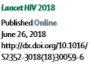 Lancet HIV 2018
Published Online
June 26, 2018
http://dx.doi.org/10.1016/
S2352-3018(18)30059-6